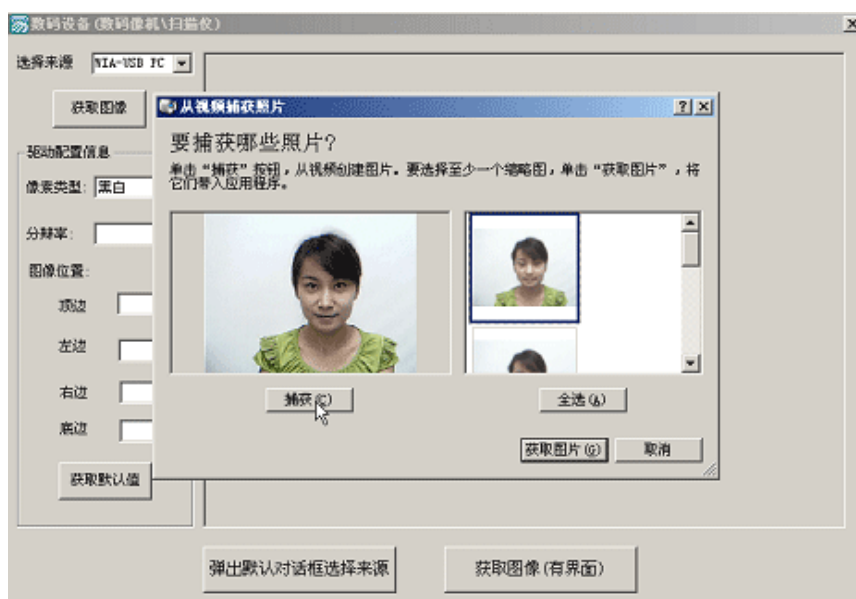 数码设备(数码像机\扫描仪)
选择来源 WIA-USB PC
获取图像
从视频捕获照片
要捕获哪些照片?
单击“捕获”按钮，从视频创建图片。要选择至少一个缩略图，单击“获取图片”，将
它们带入应用程序。
驱动配置信息
像素类型: 黑白
分辩率:
图像位置:
顶边
左边
右边
底边
捕获(C)
全选(A)
获取图片(G)
取消
获取默认值
弹出默认对话框选择来源
获取图像(有界面)